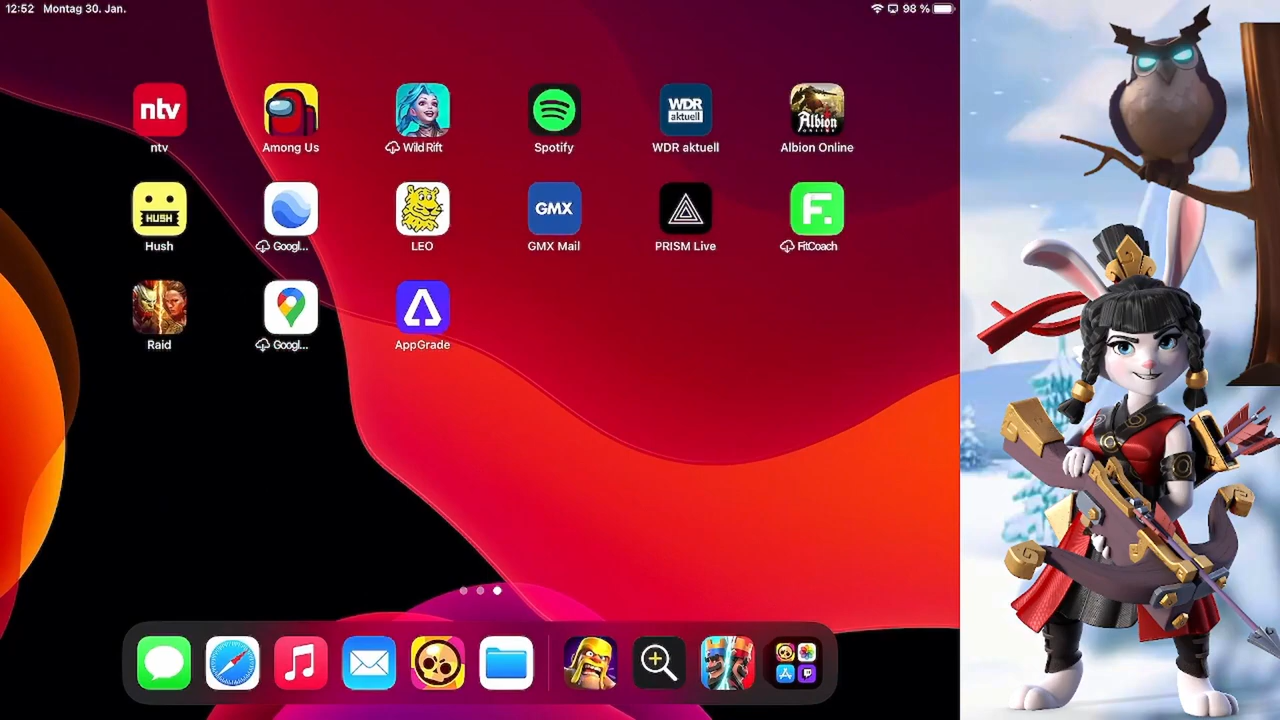 12:52 Montag 30. Jan.
98 %
ntv
WDR
aktuell
Albion
ONLINE
ntv
Among Us
Wild Rift
Spotify
WDR aktuell
Albion Online
HUSH
GMX
F.
Hush
Googl...
LEO
GMX Mail
PRISM Live
FitCoach
Raid
Googl...
AppGrade